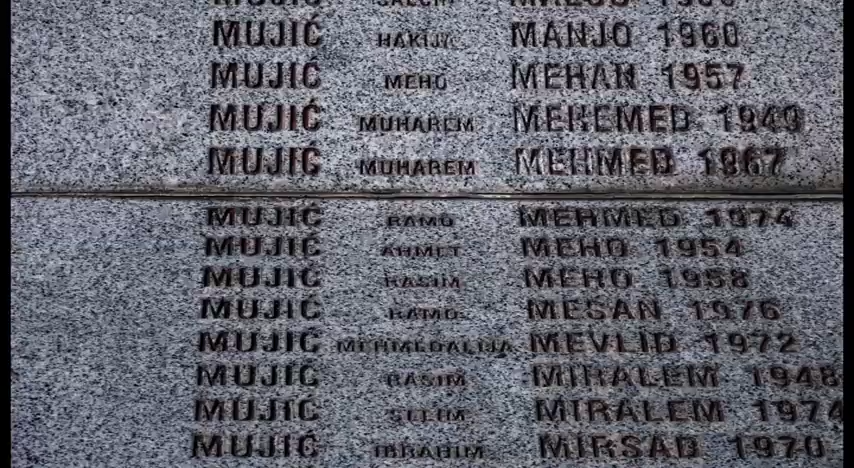 MUJIĆ HAKIJA MANJO 1960
MUJIĆ MEHO MEHAN 1957
MUJIĆ MUHAREM MEHEMED 1949
MUJIĆ MUHAREM MEHMED 1967
MUJIĆ RAMO MEHMED 1974
MUJIĆ AHMET MEHO 1954
MUJIĆ RASIM MEHO 1958
MUJIĆ RAMO MESAN 1976
MUJIĆ MEHMEDALIJA MEVLID 1972
MUJIĆ RASIM MIRALEM 1948
MUJIĆ SELIM MIRALEM 1974
MUJIĆ IBRAHIM MIRSAD 1970